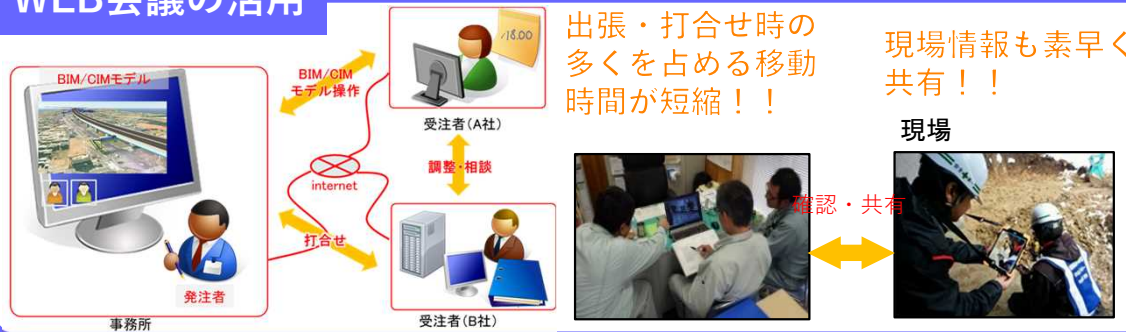 WEB会議の活用
BIM/CIMモデル
発注者
事務所
BIM/CIM
モデル操作
internet
打合せ
18.00
受注者(A社)
調整・相談
受注者(B社)
出張・打合せ時の
多くを占める移動
時間が短縮！！
確認・共有
現場情報も素早く
共有！！
現場